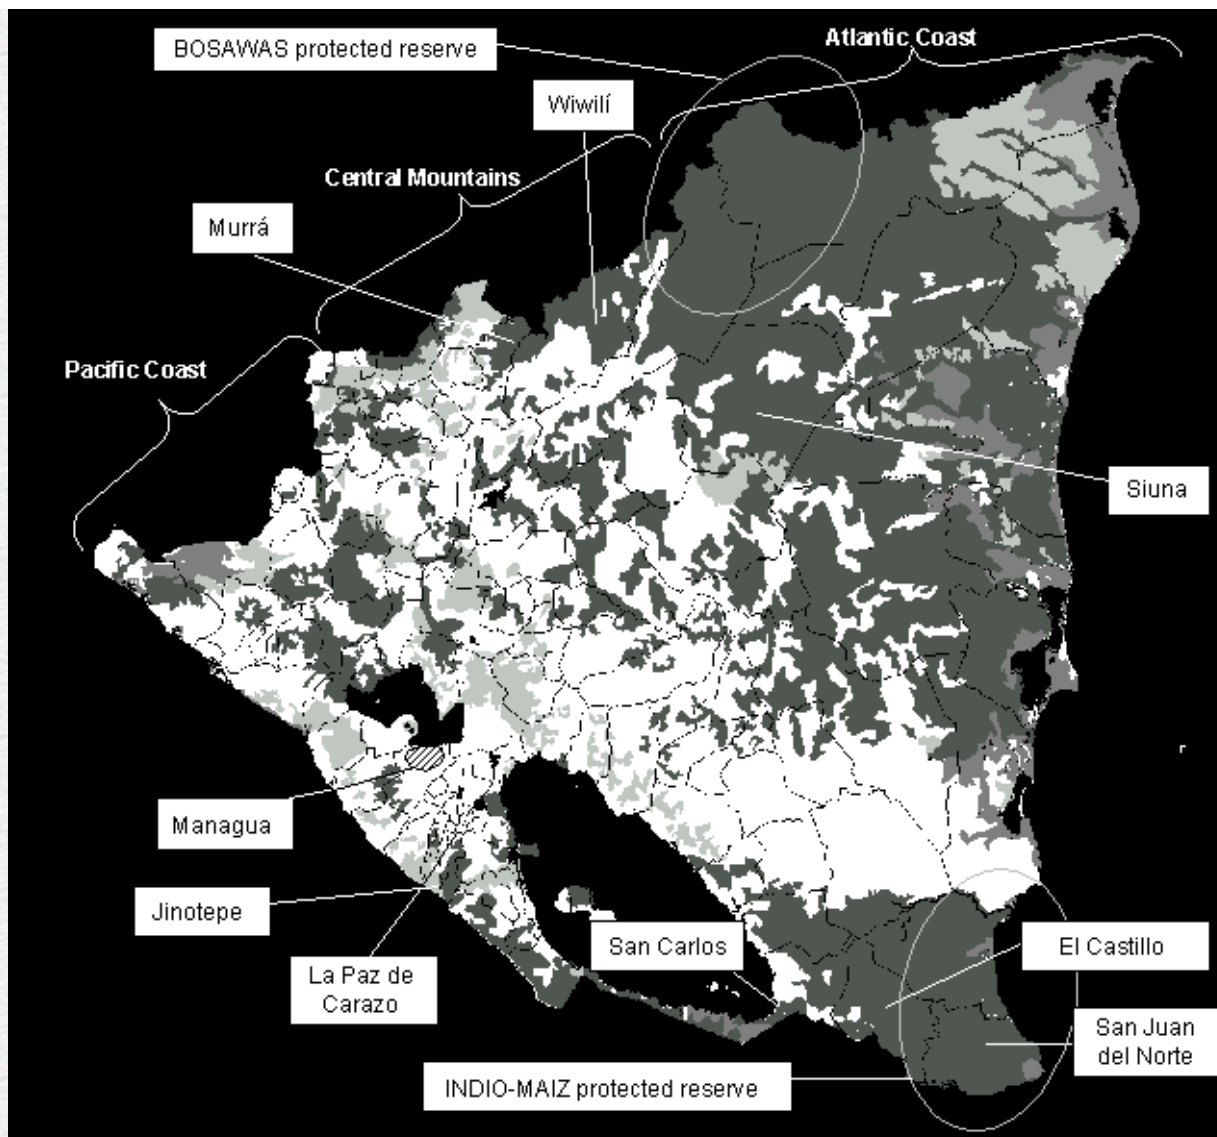 Atlantic Coast
BOSAWAS protected reserve
Wiwilí
Central Mountains
Murrá
Pacific Coast
Siuna
Managua
Jinotepe
La Paz de
Carazo
San Carlos
El Castillo
San Juan
del Norte
INDIO-MAIZ protected reserve